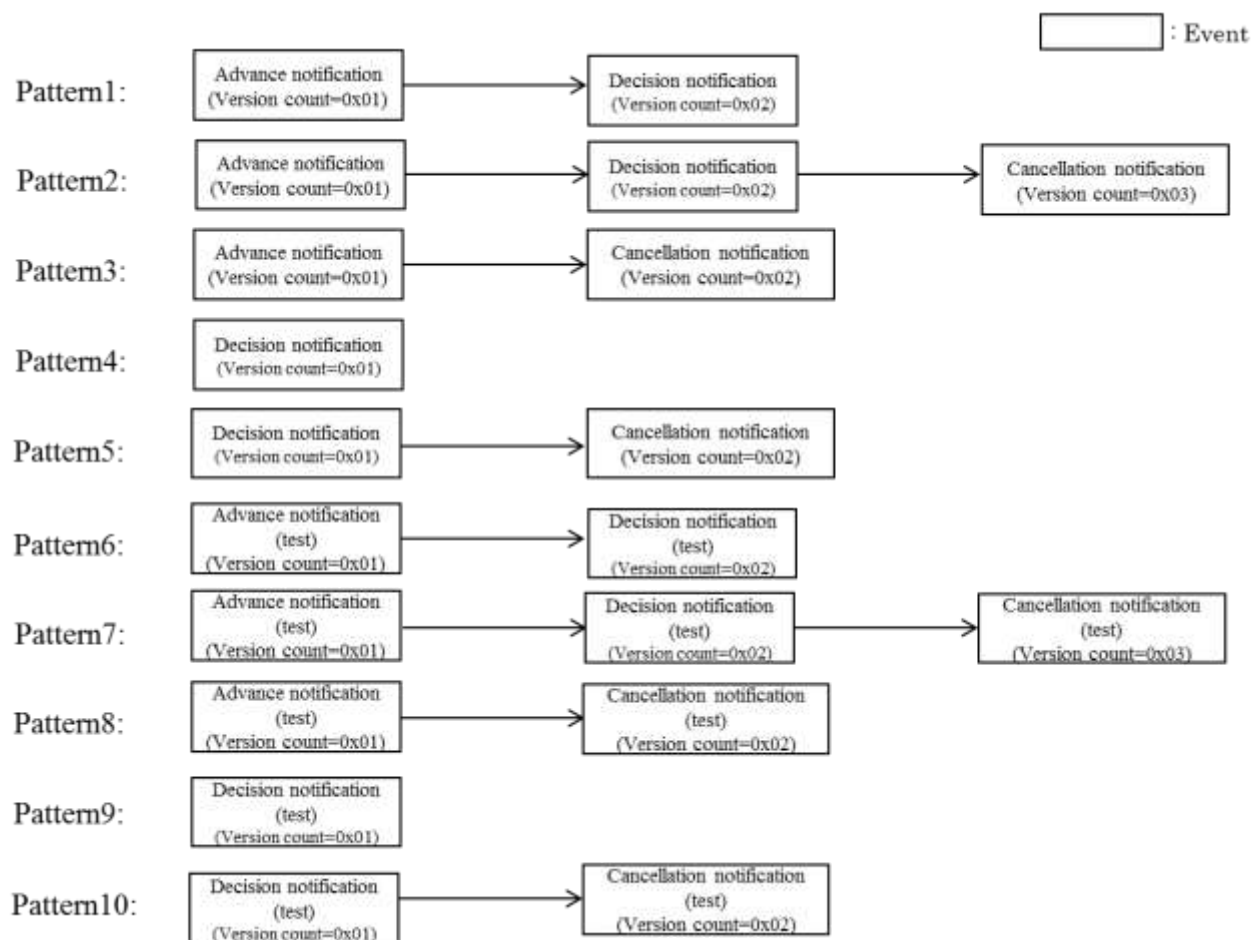 : Event
Pattern1:
Advance notification
(Version count=0x01)
Decision notification
(Version count=0x02)
Pattern2:
Advance notification
(Version count=0x01)
Decision notification
(Version count=0x02)
Cancellation notification
(Version count=0x03)
Pattern3:
Advance notification
(Version count=0x01)
Cancellation notification
(Version count=0x02)
Pattern4:
Decision notification
(Version count=0x01)
Pattern5:
Decision notification
(Version count=0x01)
Cancellation notification
(Version count=0x02)
Pattern6:
Advance notification
(test)
(Version count=0x01)
Decision notification
(test)
(Version count=0x02)
Pattern7:
Advance notification
(test)
(Version count=0x01)
Decision notification
(test)
(Version count=0x02)
Cancellation notification
(test)
(Version count=0x03)
Pattern8:
Advance notification
(test)
(Version count=0x01)
Cancellation notification
(test)
(Version count=0x02)
Pattern9:
Decision notification
(test)
(Version count=0x01)
Pattern10:
Decision notification
(test)
(Version count=0x01)
Cancellation notification
(test)
(Version count=0x02)